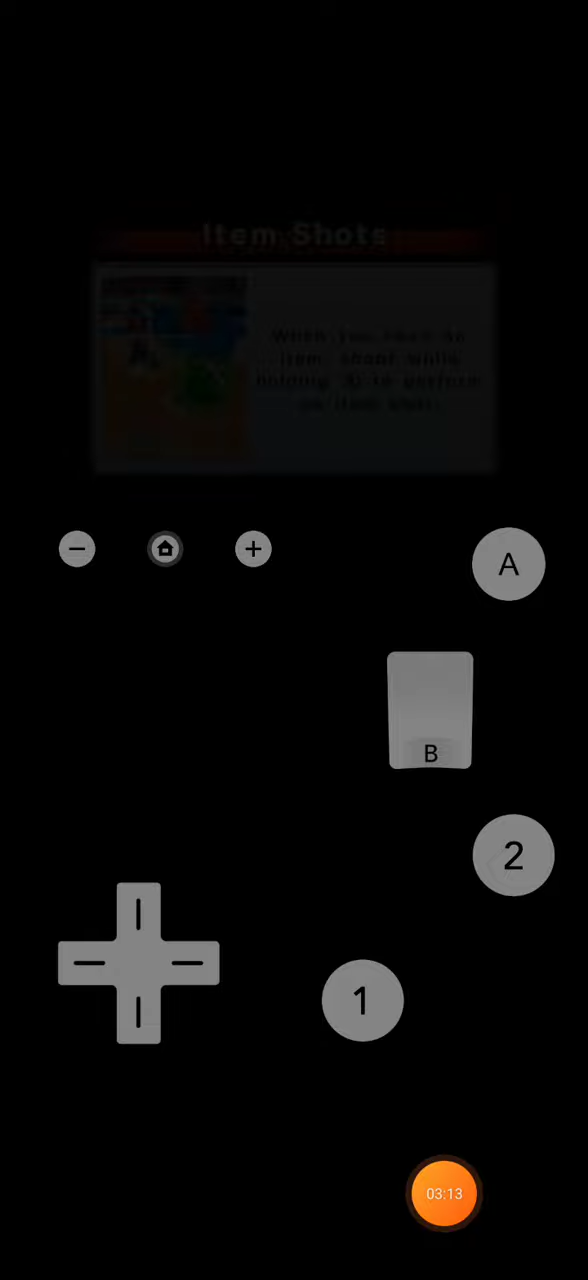 Item Shots
When you have an
item, shoot while
holding
to perform
an item shot.
A
B
2
1
03:13